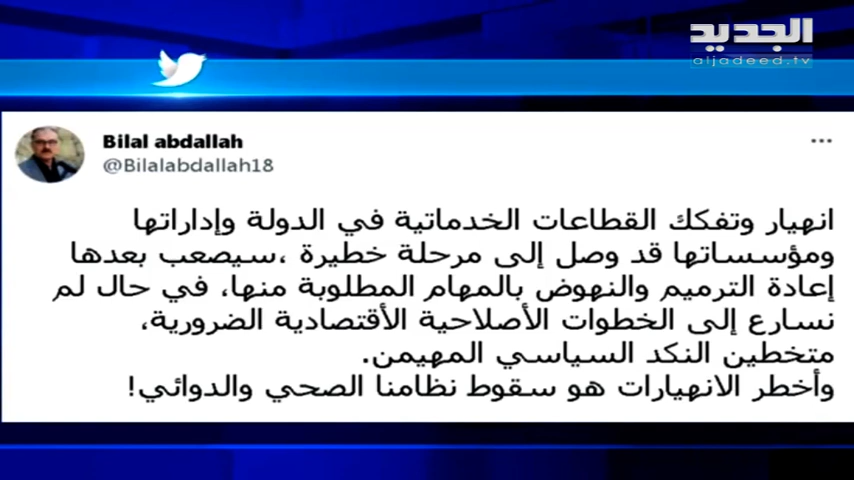 الجديد
aljadeed.tv
Bilal abdallah
@Bilalabdallah18
انهيار وتفكك القطاعات الخدماتية في الدولة وإداراتها
ومؤسساتها قد وصل إلى مرحلة خطيرة ،سيصعب بعدها
إعادة الترميم والنهوض بالمهام المطلوبة منها، في حال لم
نسارع إلى الخطوات الأصلاحية الأقتصادية الضرورية،
متخطين النكد السياسي المهيمن.
وأخطر الانهيارات هو سقوط نظامنا الصحي والدوائي!